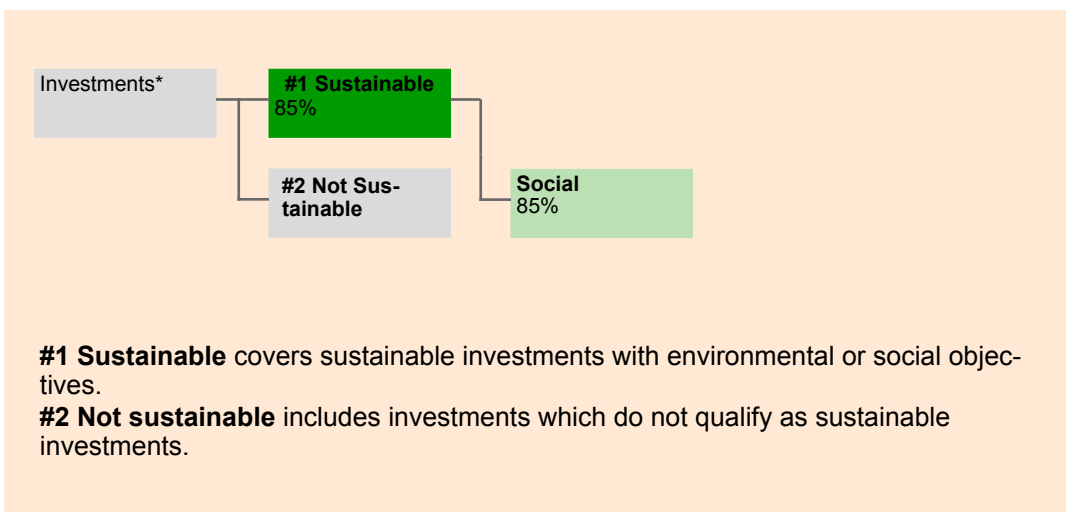 Investments*
#1 Sustainable
85%
#2 Not Sus-
tainable
Social
85%
#1 Sustainable covers sustainable investments with environmental or social objec-
tives.
#2 Not sustainable includes investments which do not qualify as sustainable
investments.